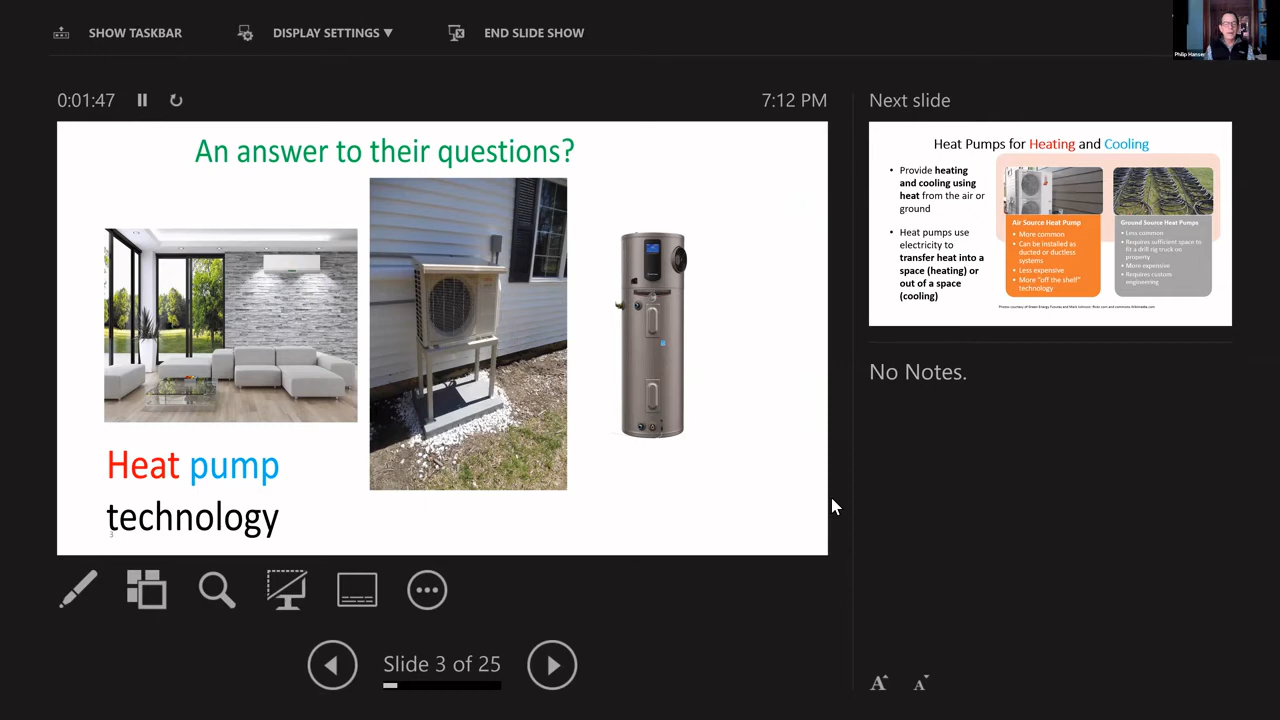 SHOW TASKBAR
DISPLAY SETTINGS ▼
END SLIDE SHOW
Philip Hanser
0:01:47
7:12 PM
An answer to their questions?
Heat pump
technology
3
Next slide
Heat Pumps for Heating and Cooling
• Provide heating
and cooling using
heat from the air or
ground
• Heat pumps use
electricity to
transfer heat into a
space (heating) or
out of a space
(cooling)
Air Source Heat Pump
• More common
• Can be installed as
ducted or ductless
systems
• Less expensive
• More "off the shelf"
technology
Ground Source Heat Pumps
• Less common
• Requires sufficient space to
fit a drill rig truck on
property
• More expensive
• Requires custom
engineering
No Notes.
Slide 3 of 25
A A